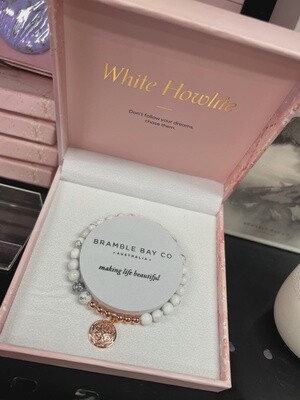 White Howlite
Don't follow your dreams,
chase them.
BRAMBLE BAY CO
• AUSTRALIA •
making life beautiful